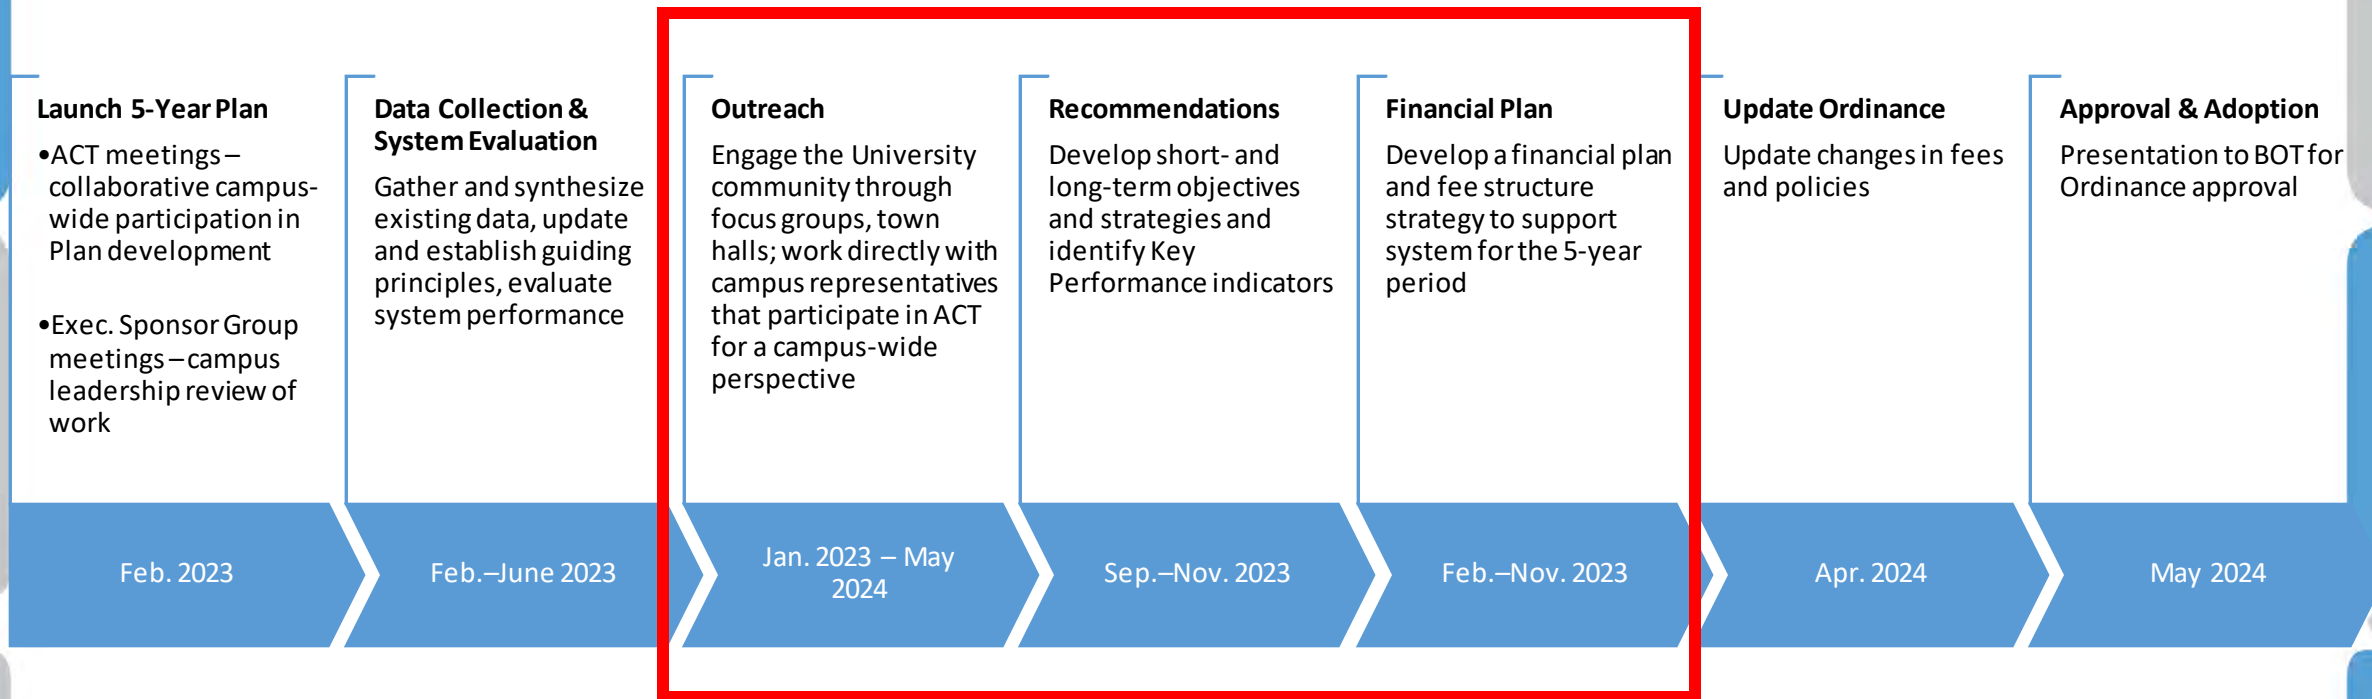 Launch 5-Year Plan
•ACT meetings –
collaborative campus-
wide participation in
Plan development
•Exec. Sponsor Group
meetings – campus
leadership review of
work
Feb. 2023
Data Collection &
System Evaluation
Gather and synthesize
existing data, update
and establish guiding
principles, evaluate
system performance
Feb.–June 2023
Outreach
Engage the University
community through
focus groups, town
halls; work directly with
campus representatives
that participate in ACT
for a campus-wide
perspective
Jan. 2023 – May
2024
Recommendations
Develop short- and
long-term objectives
and strategies and
identify Key
Performance indicators
Sep.–Nov. 2023
Financial Plan
Develop a financial plan
and fee structure
strategy to support
system for the 5-year
period
Feb.–Nov. 2023
Update Ordinance
Update changes in fees
and policies
Apr. 2024
Approval & Adoption
Presentation to BOT for
Ordinance approval
May 2024